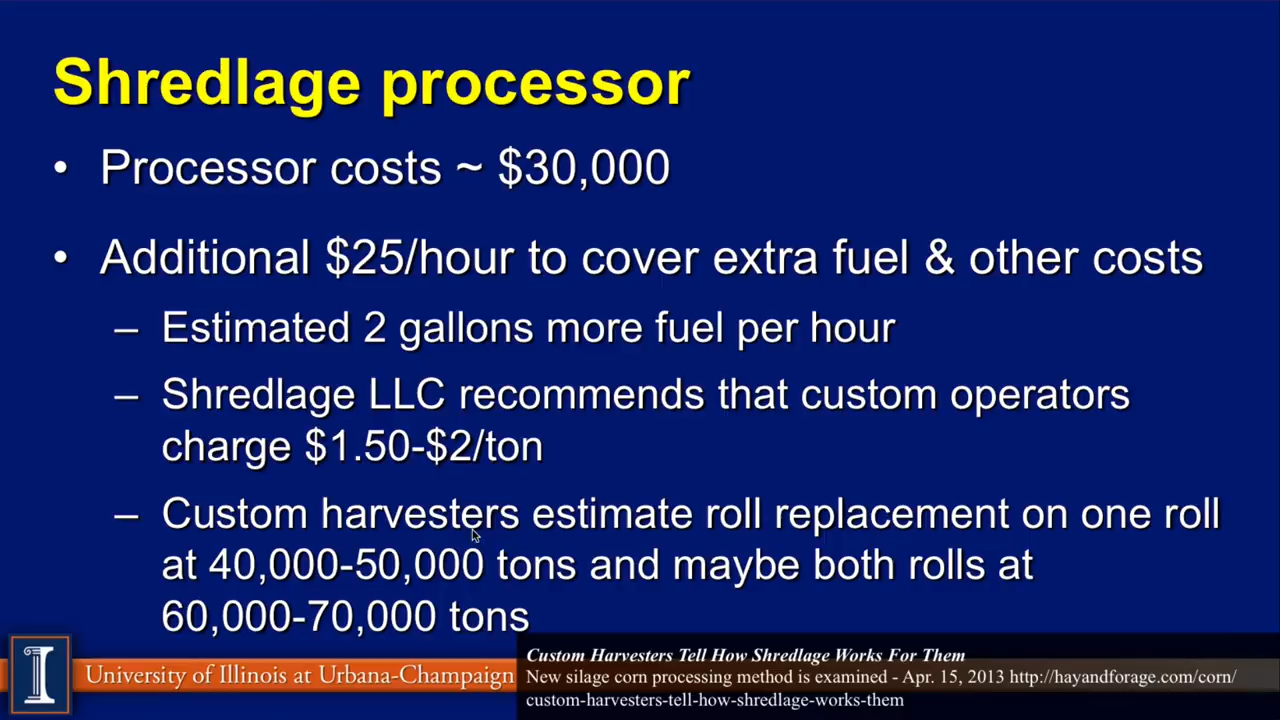 Shredlage processor
• Processor costs ~ $30,000
• Additional $25/hour to cover extra fuel & other costs
– Estimated 2 gallons more fuel per hour
– Shredlage LLC recommends that custom operators
charge $1.50-$2/ton
– Custom harvesters estimate roll replacement on one roll
at 40,000-50,000 tons and maybe both rolls at
60,000-70,000 tons
I
University of Illinois at Urbana-Champaign
Custom Harvesters Tell How Shredlage Works For Them
New silage corn processing method is examined - Apr. 15, 2013 http://hayandforage.com/corn/
custom-harvesters-tell-how-shredlage-works-them